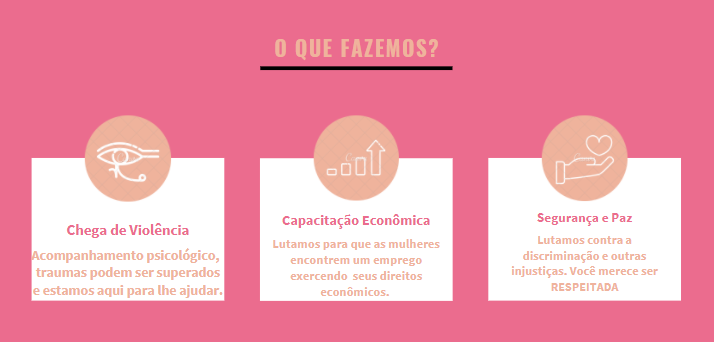 O QUE FAZEMOS?
Chega de Violência
Acompanhamento psicológico,
traumas podem ser superados
e estamos aqui para lhe ajudar.
Capacitação Econômica
Lutamos para que as mulheres
encontrem um emprego
exercendo seus direitos
econômicos.
Segurança e Paz
Lutamos contra a
discriminação e outras
injustiças. Você merece ser
RESPEITADA